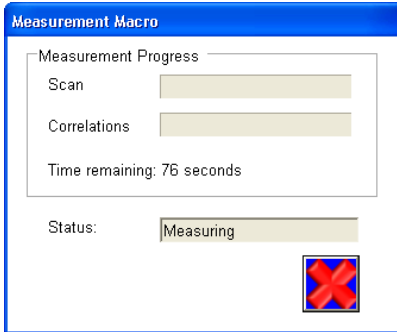 Measurement Macro
Measurement Progress
Scan
Correlations
Time remaining: 76 seconds
Status: Measuring